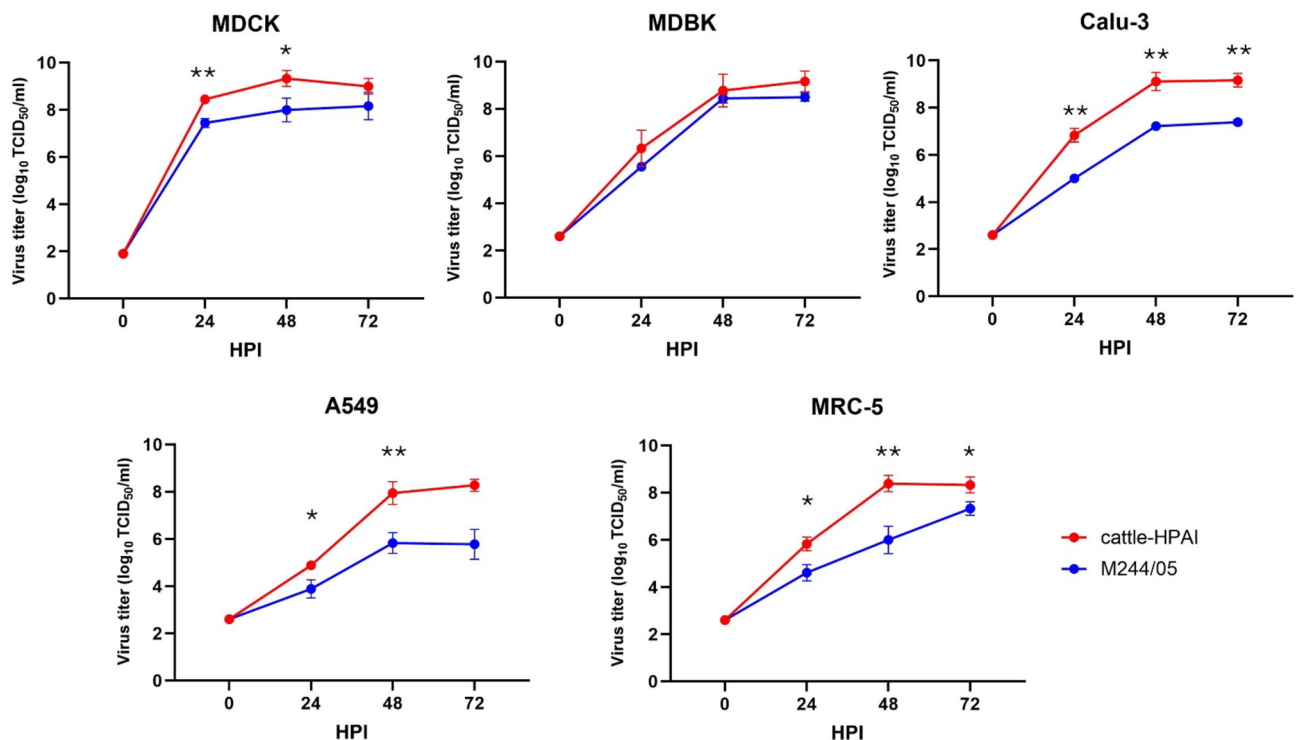 MDCK
Virus titer (log10 TCID50/ml)
10
8
6
4
2
0
**
*
0 24 48 72
HPI
MDBK
Virus titer (log10 TCID50/ml)
10
8
6
4
2
0
0 24 48 72
HPI
Calu-3
Virus titer (log10 TCID50/ml)
10
8
6
4
2
0
**
**
**
0 24 48 72
HPI
A549
Virus titer (log10 TCID50/ml)
10
8
6
4
2
0
*
**
0 24 48 72
HPI
MRC-5
Virus titer (log10 TCID50/ml)
10
8
6
4
2
0
*
**
*
0 24 48 72
HPI
cattle-HPAI
M244/05